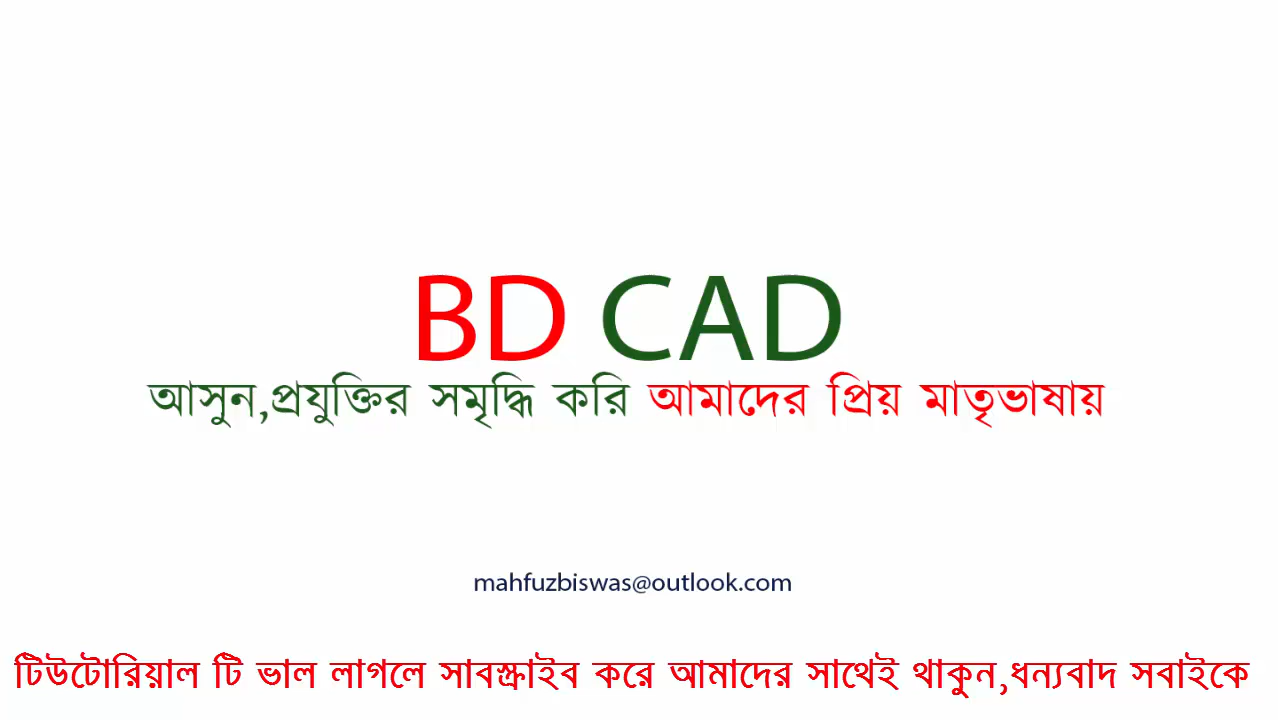 BD CAD
আসুন,প্রযুক্তির সমৃদ্ধি করি আমাদের প্রিয় মাতৃভাষায়
mahfuzbiswas@outlook.com
টিউটোরিয়াল টি ভাল লাগলে সাবস্ক্রাইব করে আমাদের সাথেই থাকুন,ধন্যবাদ সবাইকে